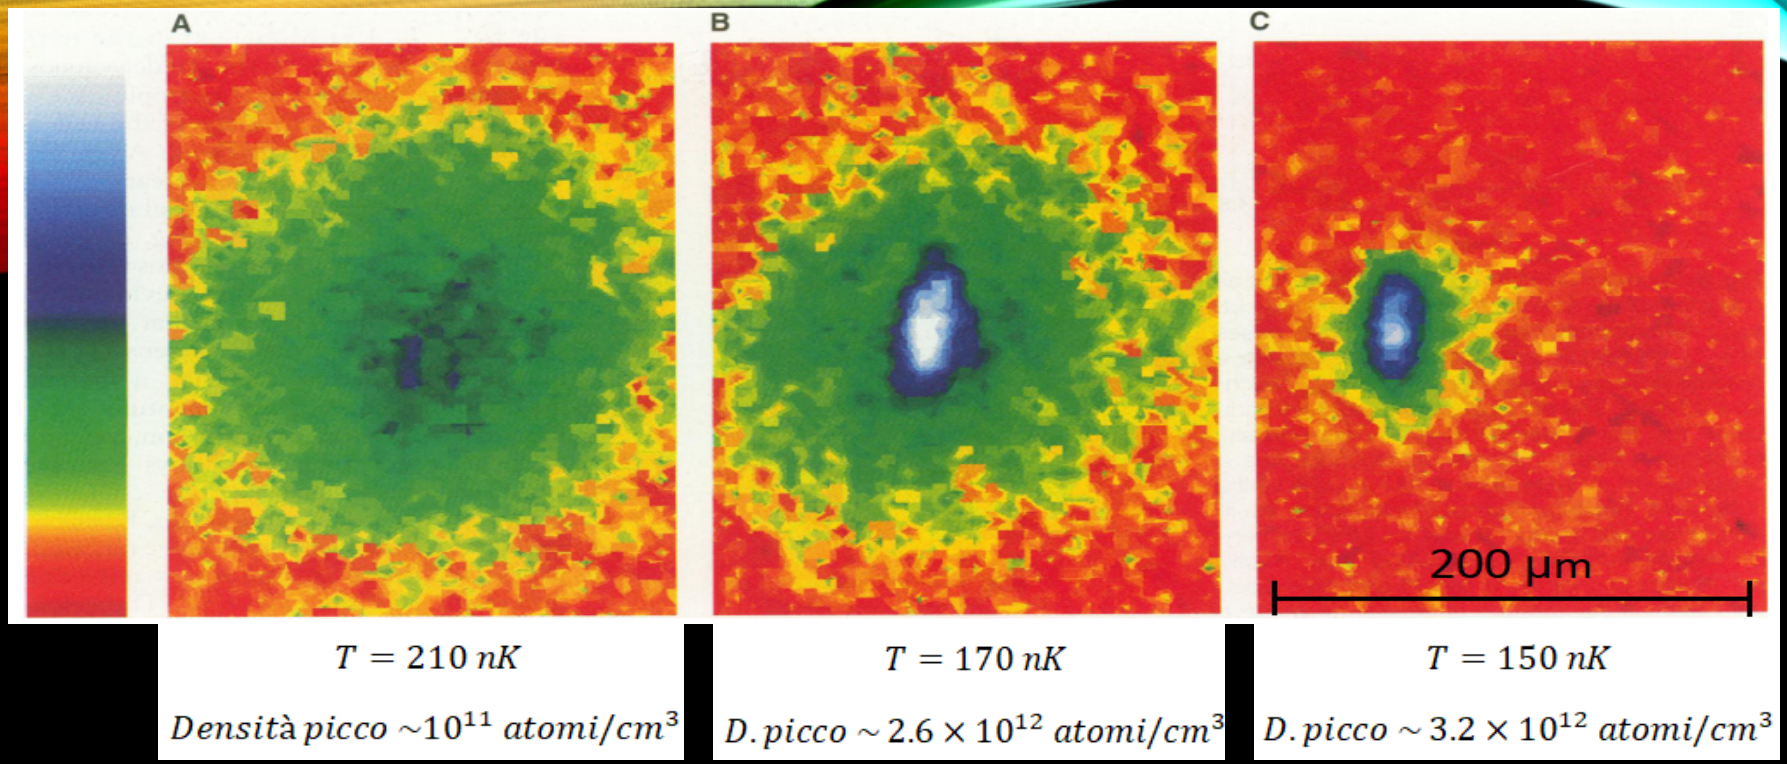 A
B
C
200 μm
T = 210 nK
Densità picco ~10¹¹ atomi/cm³
T = 170 nK
D. picco ~ 2.6 × 10¹² atomi/cm³
T = 150 nK
D. picco ~ 3.2 × 10¹² atomi/cm³